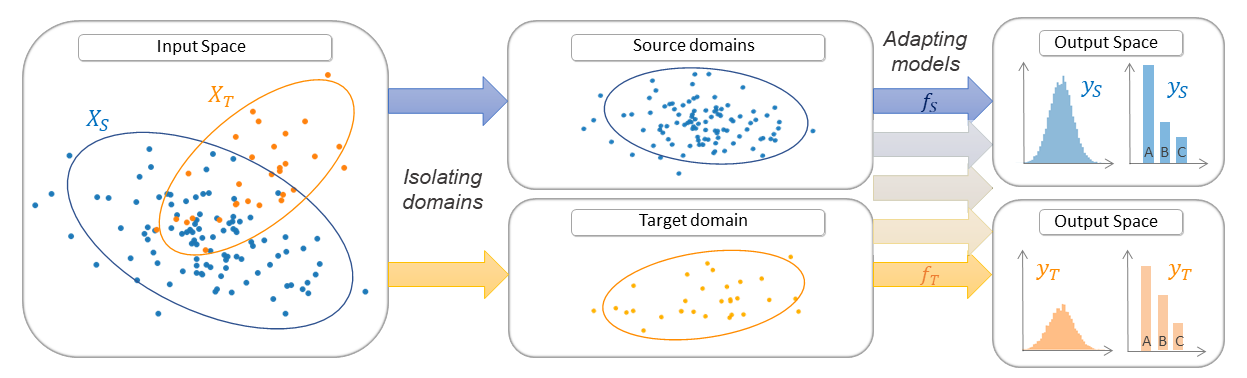 Input Space
X_T
X_S
Isolating
domains
Source domains
Target domain
Adapting
models
f_S
f_T
Output Space
y_S
y_S
A B C
Output Space
y_T
y_T
A B C